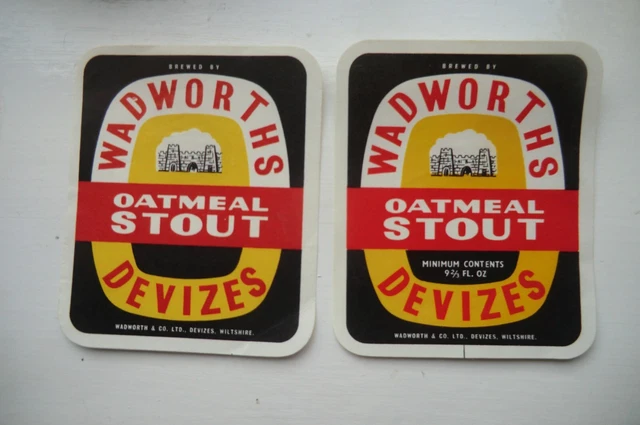 BREWED BY
WADWORTHS
OATMEAL
STOUT
DEVIZES
WADWORTH & CO. LTD., DEVIZES, WILTSHIRE.
BREWED BY
WADWORTHS
OATMEAL
STOUT
MINIMUM CONTENTS
9⅔ FL. OZ
DEVIZES
WADWORTH & CO. LTD., DEVIZES, WILTSHIRE.